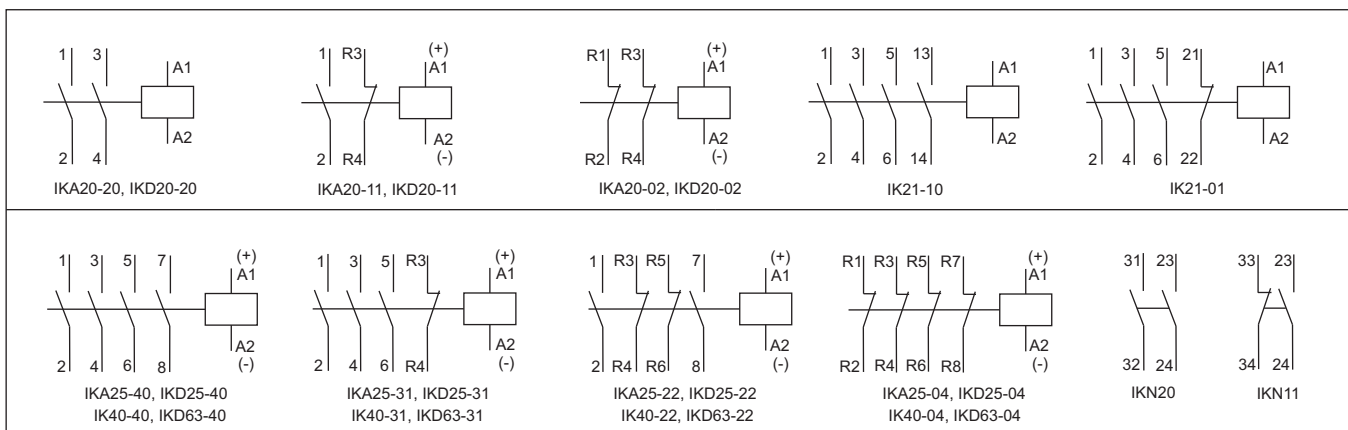 1 3 A1
2 4 A2
IKA20-20, IKD20-20
1 R3 (+) A1
2 R4 A2 (-)
IKA20-11, IKD20-11
R1 R3 (+) A1
R2 R4 A2 (-)
IKA20-02, IKD20-02
1 3 5 13 A1
2 4 6 14 A2
IK21-10
1 3 5 21 A1
2 4 6 22 A2
IK21-01
1 3 5 7 (+) A1
2 4 6 8 A2 (-)
IKA25-40, IKD25-40
IK40-40, IKD63-40
1 3 5 R3 (+) A1
2 4 6 R4 A2 (-)
IKA25-31, IKD25-31
IK40-31, IKD63-31
1 R3 R5 7 (+) A1
2 R4 R6 8 A2 (-)
IKA25-22, IKD25-22
IK40-22, IKD63-22
R1 R3 R5 R7 (+) A1
R2 R4 R6 R8 A2 (-)
IKA25-04, IKD25-04
IK40-04, IKD63-04
31 23
32 24
IKN20
33 23
34 24
IKN11